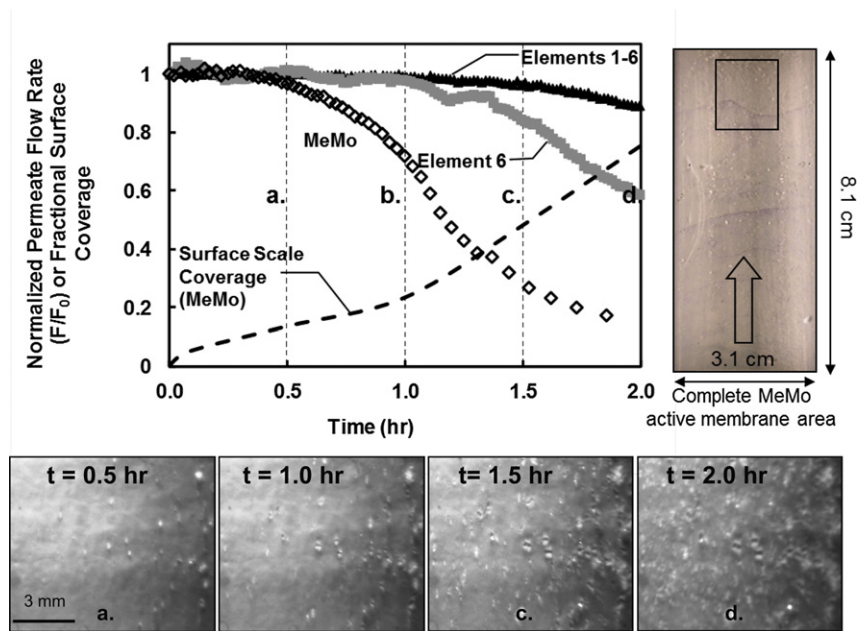 Normalized Permeate Flow Rate
(F/F0) or Fractional Surface
Coverage
1
0.8
0.6
0.4
0.2
0
Elements 1-6
MeMo
Element 6
a.
b.
c.
d.
Surface Scale
Coverage
(MeMo)
0.0
0.5
1.0
1.5
2.0
Time (hr)
8.1 cm
3.1 cm
Complete MeMo
active membrane area
t = 0.5 hr
t = 1.0 hr
t= 1.5 hr
t = 2.0 hr
3 mm
a.
c.
d.